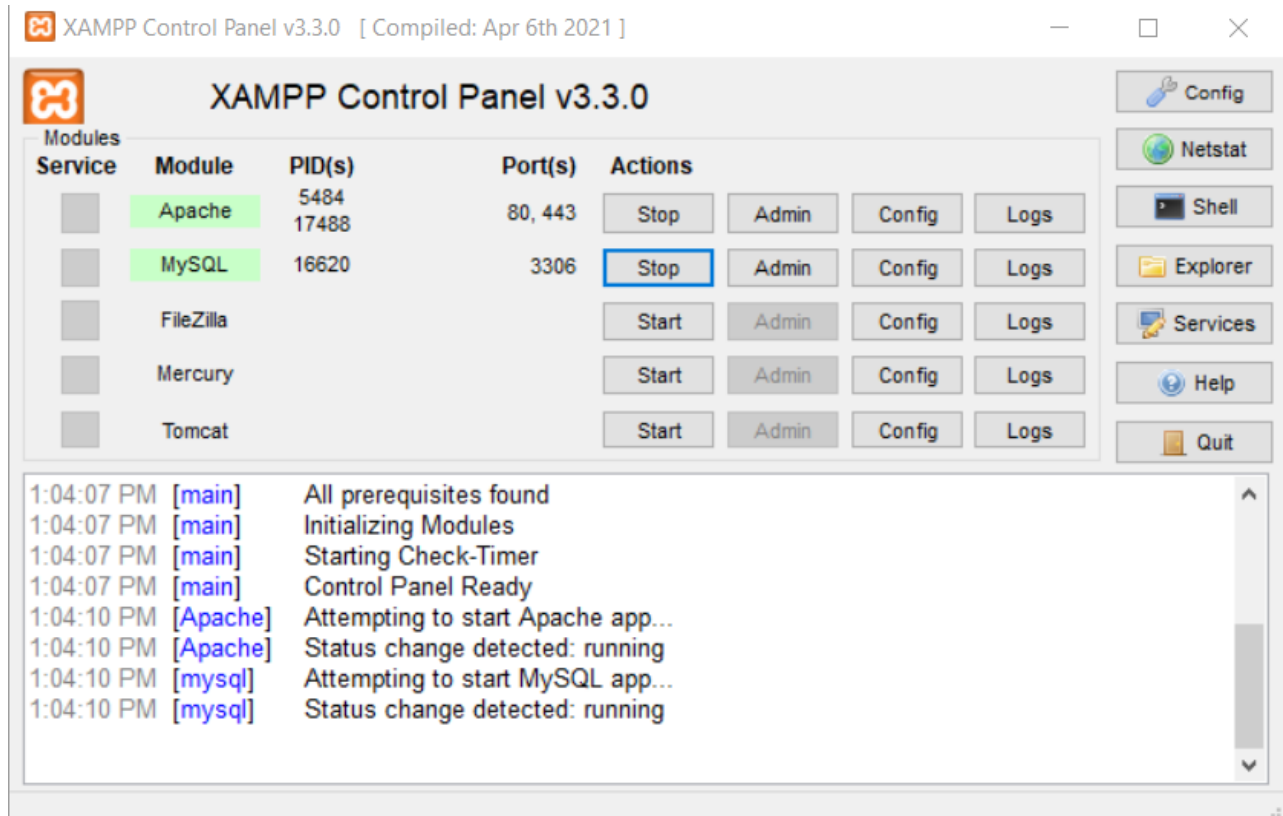 XAMPP Control Panel v3.3.0 [ Compiled: Apr 6th 2021 ]
XAMPP Control Panel v3.3.0
Config
Netstat
Shell
Explorer
Services
Help
Quit
Modules
Service Module PID(s) Port(s) Actions
Apache 5484 17488 80, 443 Stop Admin Config Logs
MySQL 16620 3306 Stop Admin Config Logs
FileZilla Start Admin Config Logs
Mercury Start Admin Config Logs
Tomcat Start Admin Config Logs
1:04:07 PM [main] All prerequisites found
1:04:07 PM [main] Initializing Modules
1:04:07 PM [main] Starting Check-Timer
1:04:07 PM [main] Control Panel Ready
1:04:10 PM [Apache] Attempting to start Apache app...
1:04:10 PM [Apache] Status change detected: running
1:04:10 PM [mysql] Attempting to start MySQL app...
1:04:10 PM [mysql] Status change detected: running